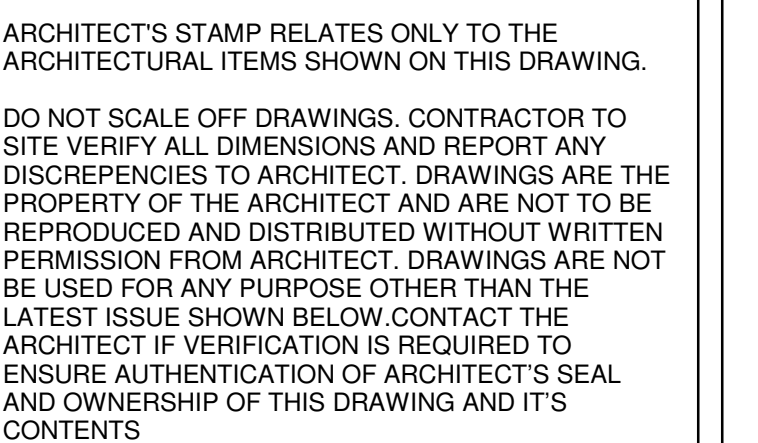 ARCHITECT'S STAMP RELATES ONLY TO THE
ARCHITECTURAL ITEMS SHOWN ON THIS DRAWING.
DO NOT SCALE OFF DRAWINGS. CONTRACTOR TO
SITE VERIFY ALL DIMENSIONS AND REPORT ANY
DISCREPENCIES TO ARCHITECT. DRAWINGS ARE THE
PROPERTY OF THE ARCHITECT AND ARE NOT TO BE
REPRODUCED AND DISTRIBUTED WITHOUT WRITTEN
PERMISSION FROM ARCHITECT. DRAWINGS ARE NOT
BE USED FOR ANY PURPOSE OTHER THAN THE
LATEST ISSUE SHOWN BELOW.CONTACT THE
ARCHITECT IF VERIFICATION IS REQUIRED TO
ENSURE AUTHENTICATION OF ARCHITECT’S SEAL
AND OWNERSHIP OF THIS DRAWING AND IT’S
CONTENTS